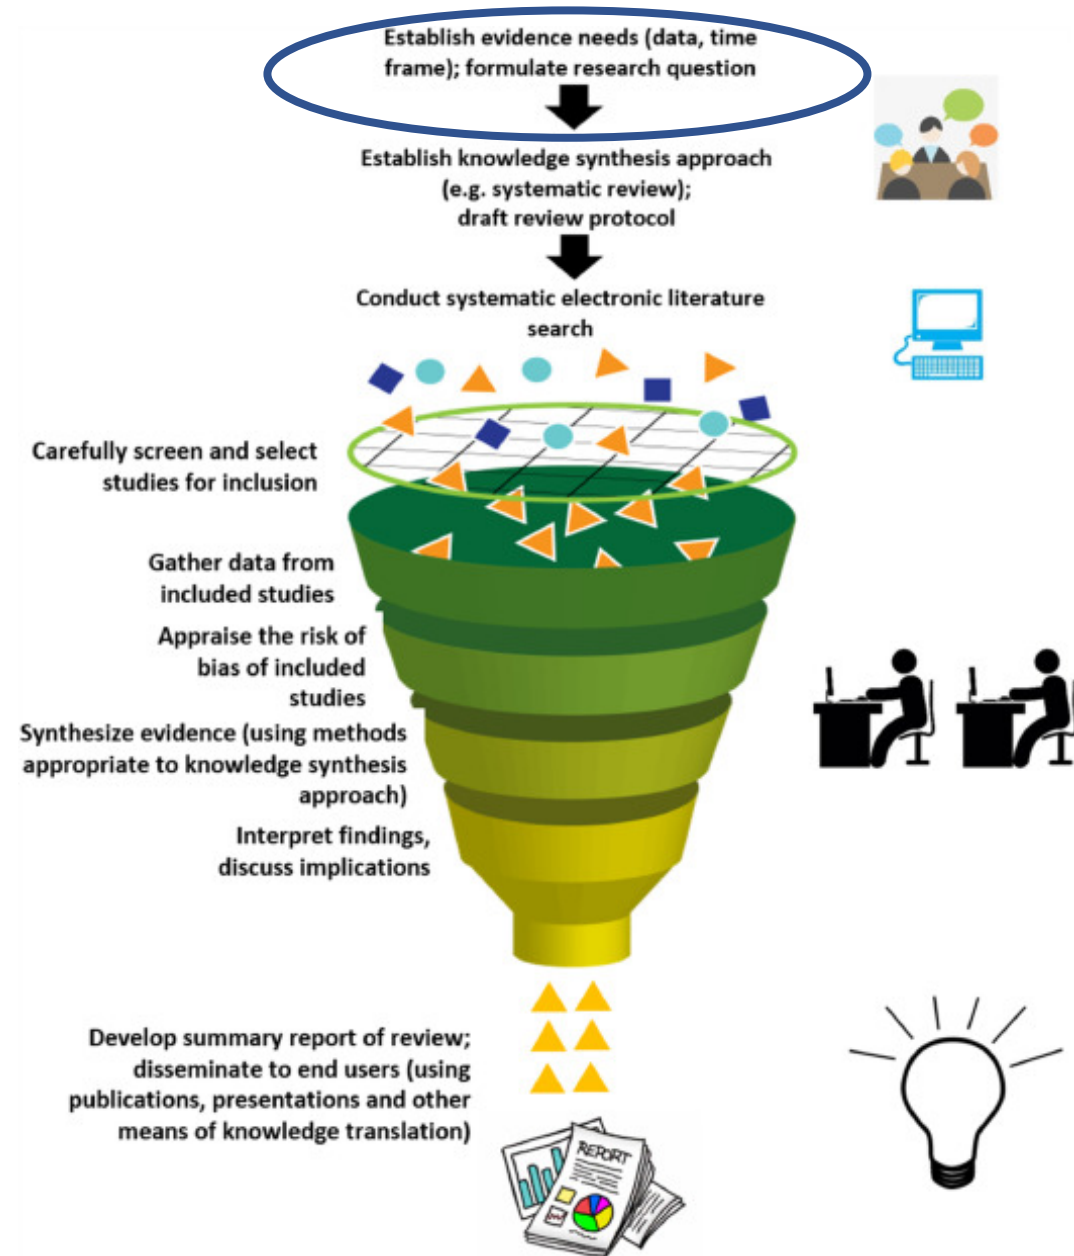 Establish evidence needs (data, time
frame); formulate research question
Establish knowledge synthesis approach
(e.g. systematic review);
draft review protocol
Conduct systematic electronic literature
search
Carefully screen and select
studies for inclusion
Gather data from
included studies
Appraise the risk of
bias of included
studies
Synthesize evidence (using methods
appropriate to knowledge synthesis
approach)
Interpret findings,
discuss implications
Develop summary report of review;
disseminate to end users (using
publications, presentations and other
means of knowledge translation)
REPORT